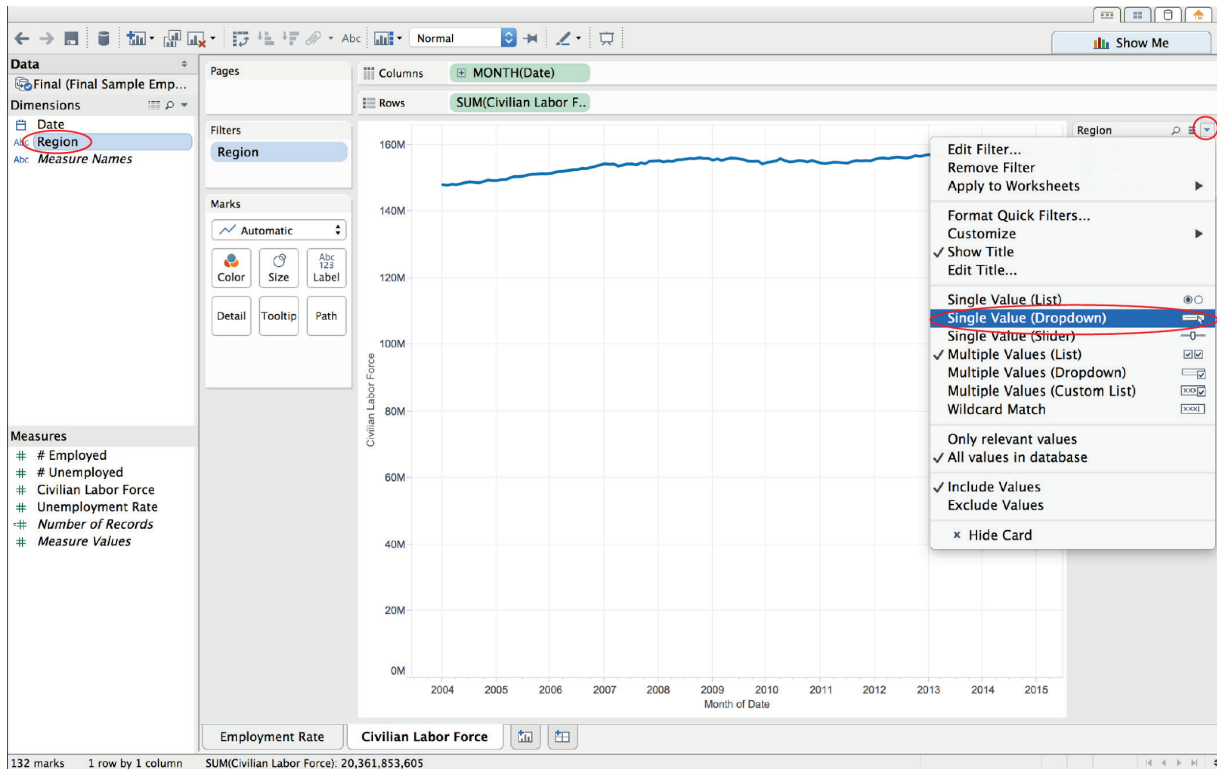 Abc
Normal
Show Me
Data
Final (Final Sample Emp...
Dimensions
Date
Abc Region
Abc Measure Names
Measures
# Employed
# Unemployed
Civilian Labor Force
Unemployment Rate
Number of Records
Measure Values
Pages
Filters
Region
Marks
Automatic
Color
Size
Abc
123
Label
Detail
Tooltip
Path
Columns
MONTH(Date)
Rows
SUM(Civilian Labor F..
Civilian Labor Force
160M
140M
120M
100M
80M
60M
40M
20M
0M
2004 2005 2006 2007 2008 2009 2010 2011 2012 2013 2014 2015
Month of Date
Region
Edit Filter...
Remove Filter
Apply to Worksheets
Format Quick Filters...
Customize
Show Title
Edit Title...
Single Value (List)
Single Value (Dropdown)
Single Value (Slider)
Multiple Values (List)
Multiple Values (Dropdown)
Multiple Values (Custom List)
Wildcard Match
Only relevant values
All values in database
Include Values
Exclude Values
× Hide Card
Employment Rate
Civilian Labor Force
132 marks 1 row by 1 column SUM(Civilian Labor Force): 20,361,853,605